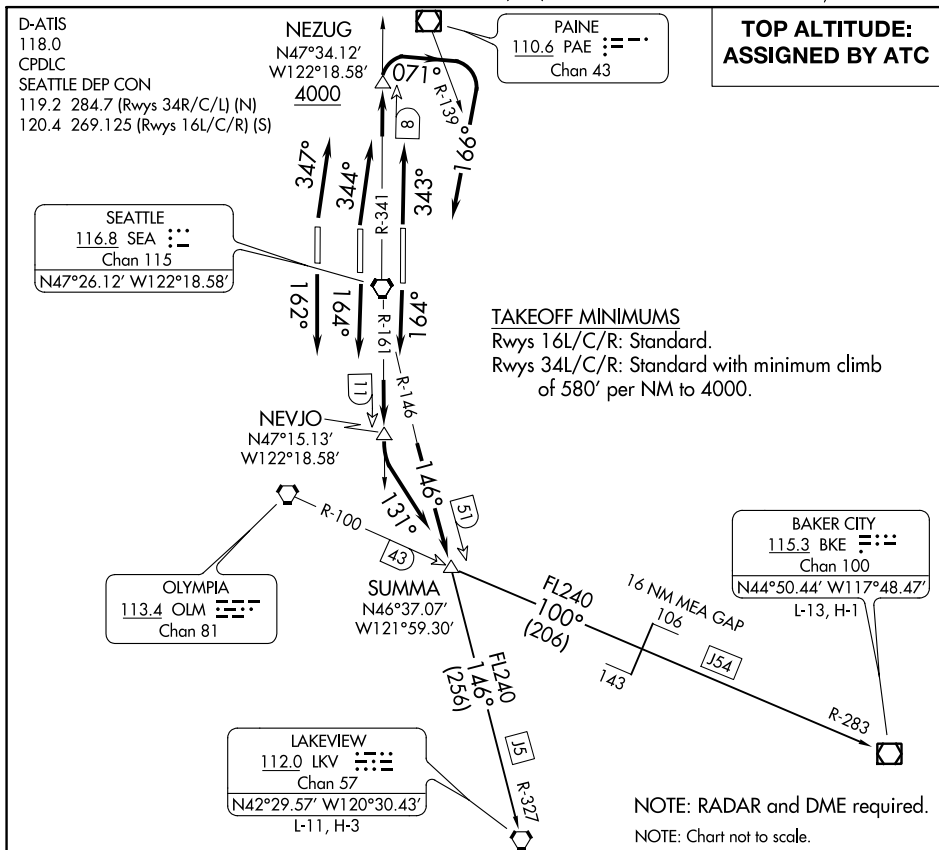 D-ATIS
118.0
CPDLC
SEATTLE DEP CON
119.2 284.7 (Rwys 34R/C/L) (N)
120.4 269.125 (Rwys 16L/C/R) (S)
NEZUG
N47°34.12'
W122°18.58'
4000
PAINE
110.6 PAE
Chan 43
TOP ALTITUDE:
ASSIGNED BY ATC
071°
R-139
8
166°
347°
344°
343°
R-341
SEATTLE
116.8 SEA
Chan 115
N47°26.12' W122°18.58'
162°
164°
164°
R-161
TAKEOFF MINIMUMS
Rwys 16L/C/R: Standard.
Rwys 34L/C/R: Standard with minimum climb
of 580' per NM to 4000.
11
R-146
NEVJO
N47°15.13'
W122°18.58'
146°
131°
51
R-100
43
OLYMPIA
113.4 OLM
Chan 81
SUMMA
N46°37.07'
W121°59.30'
FL240
100°
(206)
16 NM MEA GAP
106
143
J54
R-283
BAKER CITY
115.3 BKE
Chan 100
N44°50.44' W117°48.47'
L-13, H-1
FL240
146°
(256)
J5
R-327
LAKEVIEW
112.0 LKV
Chan 57
N42°29.57' W120°30.43'
L-11, H-3
NOTE: RADAR and DME required.
NOTE: Chart not to scale.